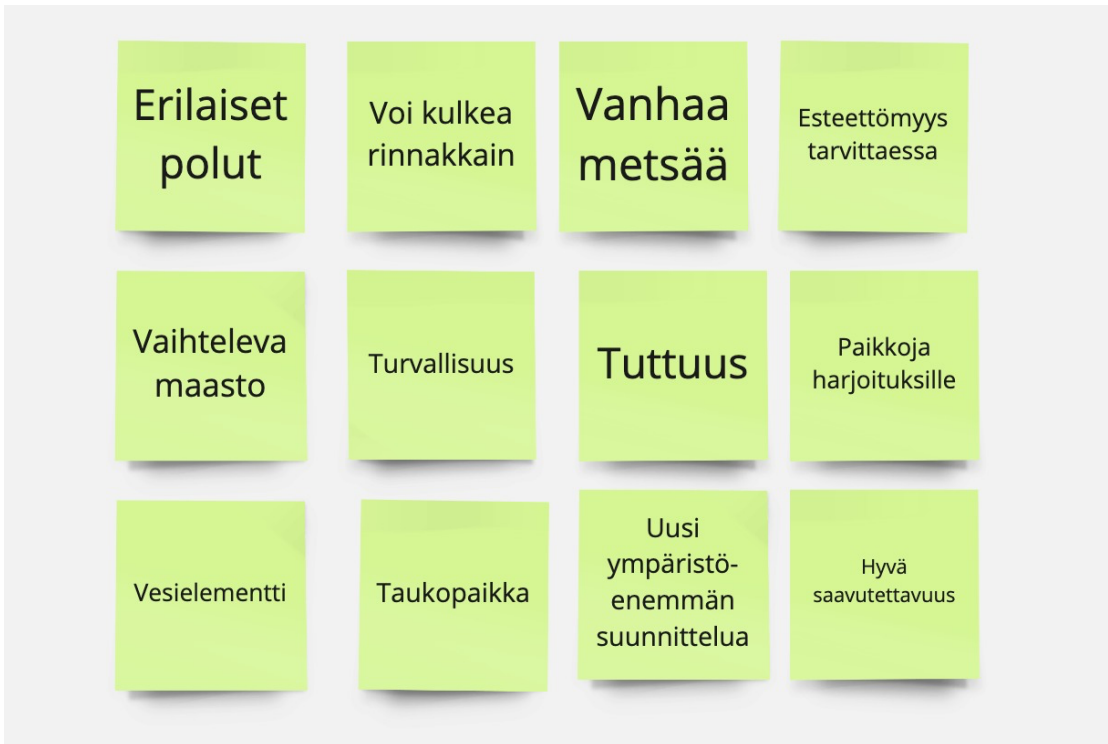 Erilaiset
polut
Voi kulkea
rinnakkain
Vanhaa
metsää
Esteettömyys
tarvittaessa
Vaihteleva
maasto
Turvallisuus
Tuttuus
Paikkoja
harjoituksille
Vesielementti
Taukopaikka
Uusi
ympäristö-
enemmän
suunnittelua
Hyvä
saavutettavuus